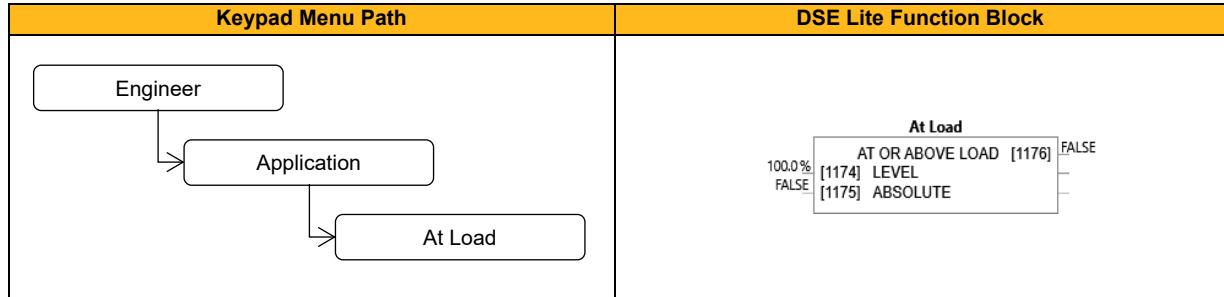 Keypad Menu Path
DSE Lite Function Block
Engineer
Application
At Load
At Load
AT OR ABOVE LOAD [1176] FALSE
100.0 % [1174] LEVEL
FALSE [1175] ABSOLUTE